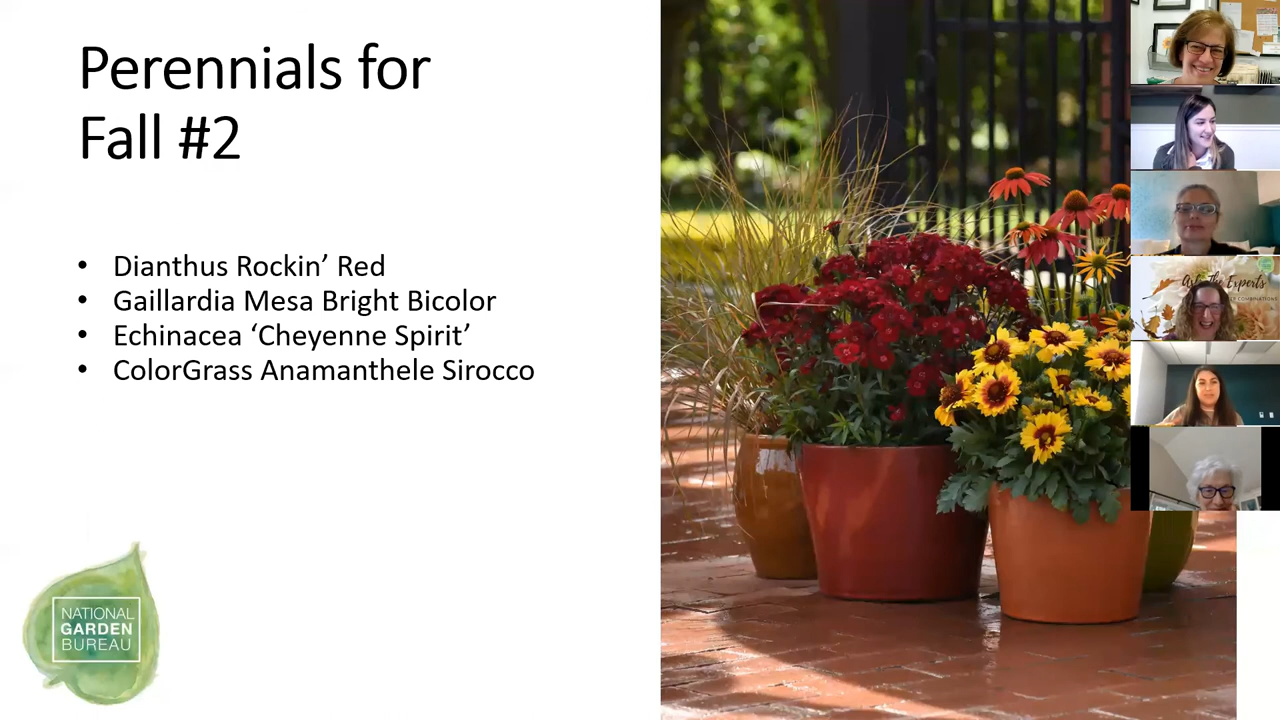 Perennials for
Fall #2
• Dianthus Rockin’ Red
• Gaillardia Mesa Bright Bicolor
• Echinacea ‘Cheyenne Spirit’
• ColorGrass Anamanthele Sirocco
NATIONAL
GARDEN
BUREAU
Ask The Experts
COMBINATIONS